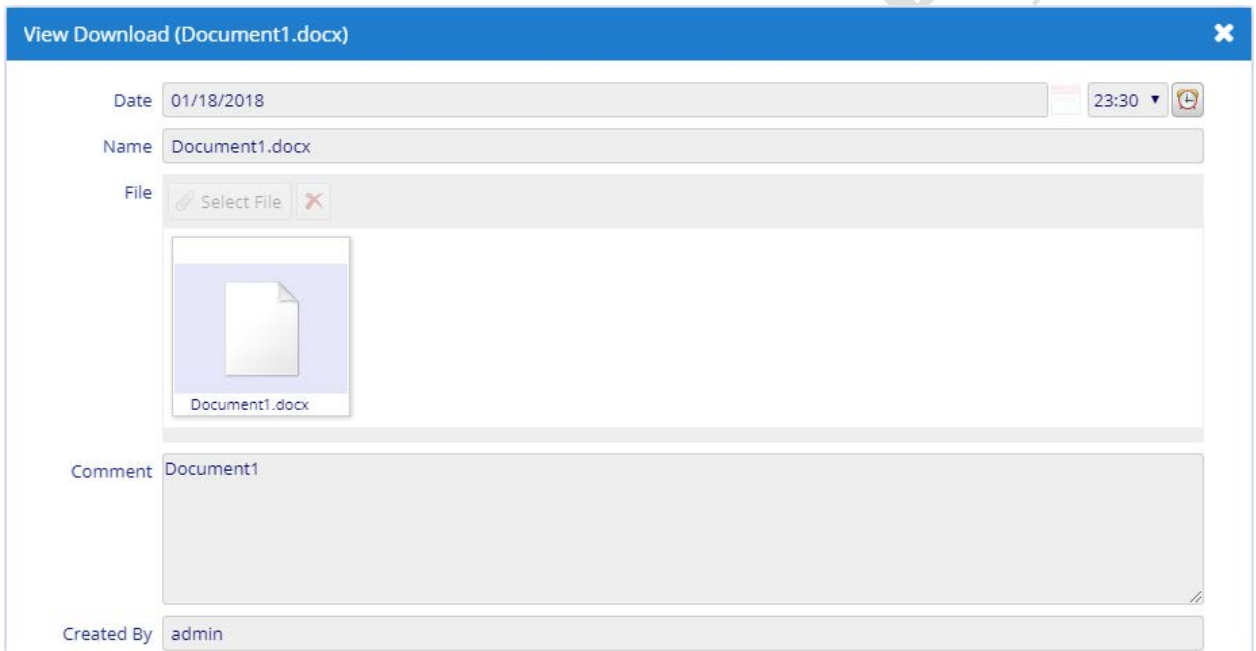 View Download (Document1.docx)
Date 01/18/2018 23:30
Name Document1.docx
File Select File
Document1.docx
Comment Document1
Created By admin